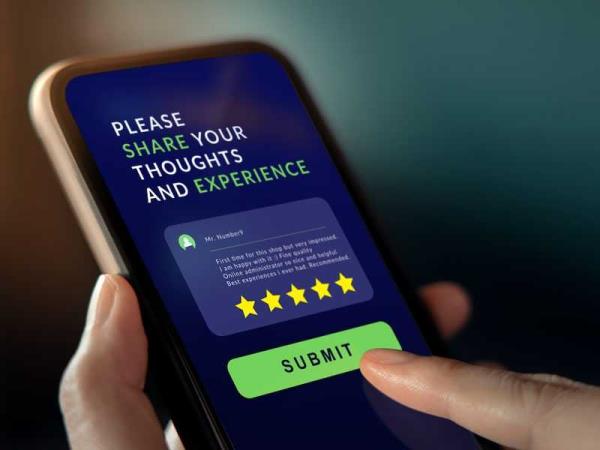 PLEASE
SHARE YOUR
THOUGHTS
AND EXPERIENCE
Mr. Number9
First time for this shop but very impressed.
I am happy with it :) Fine quality
Online administrator so nice and helpful
Best experiences i ever had. Recommended.
SUBMIT